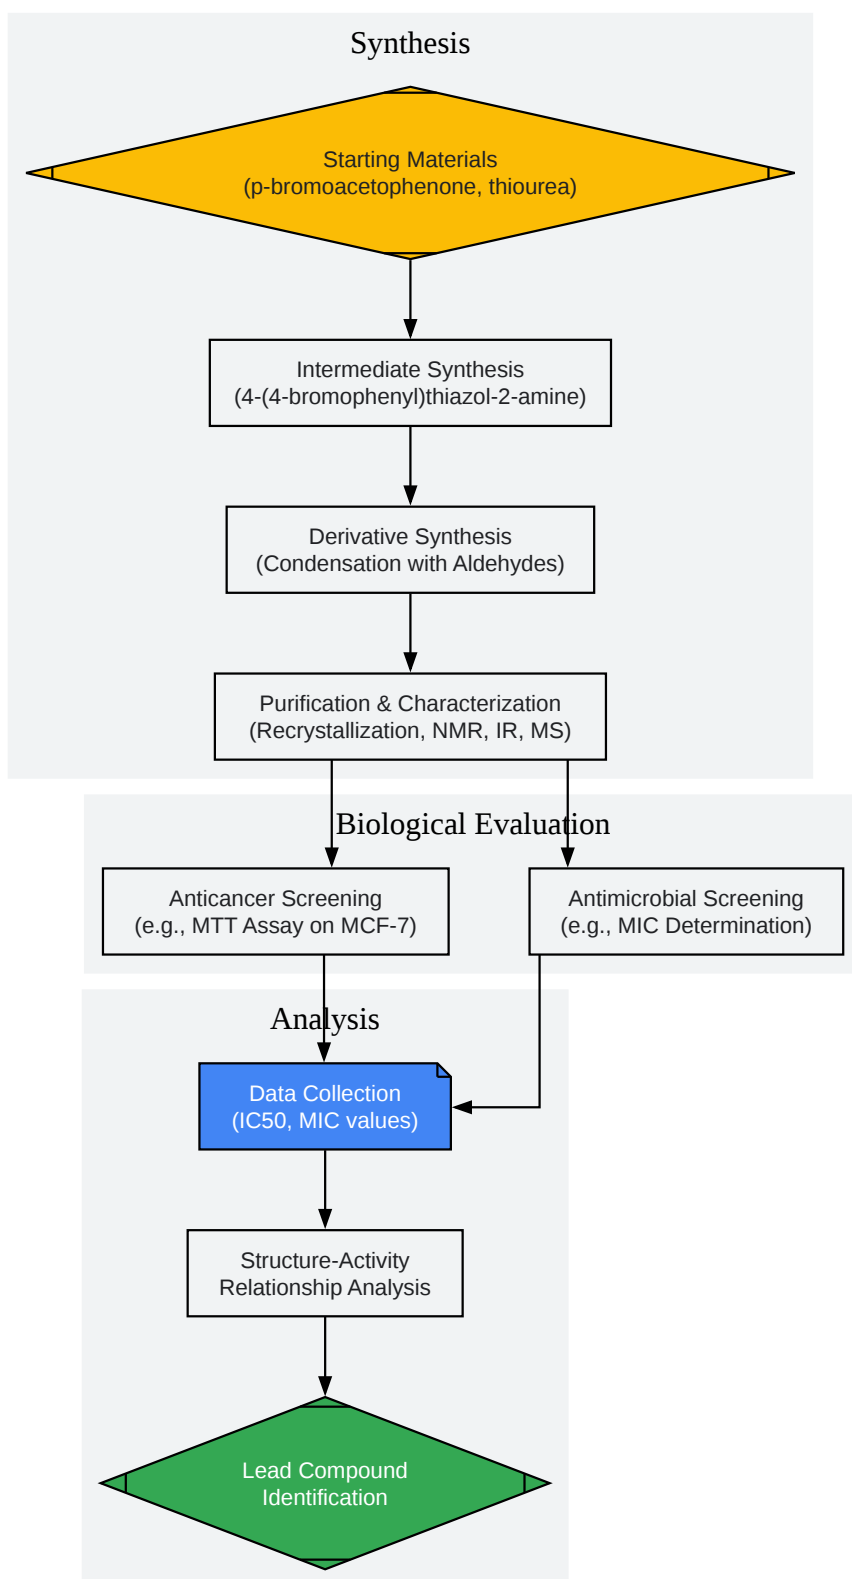 Synthesis
Starting Materials
(p-bromoacetophenone, thiourea)
Intermediate Synthesis
(4-(4-bromophenyl)thiazol-2-amine)
Derivative Synthesis
(Condensation with Aldehydes)
Purification & Characterization
(Recrystallization, NMR, IR, MS)
Biological Evaluation
Anticancer Screening
(e.g., MTT Assay on MCF-7)
Antimicrobial Screening
(e.g., MIC Determination)
Analysis
Data Collection
(IC50, MIC values)
Structure-Activity
Relationship Analysis
Lead Compound
Identification